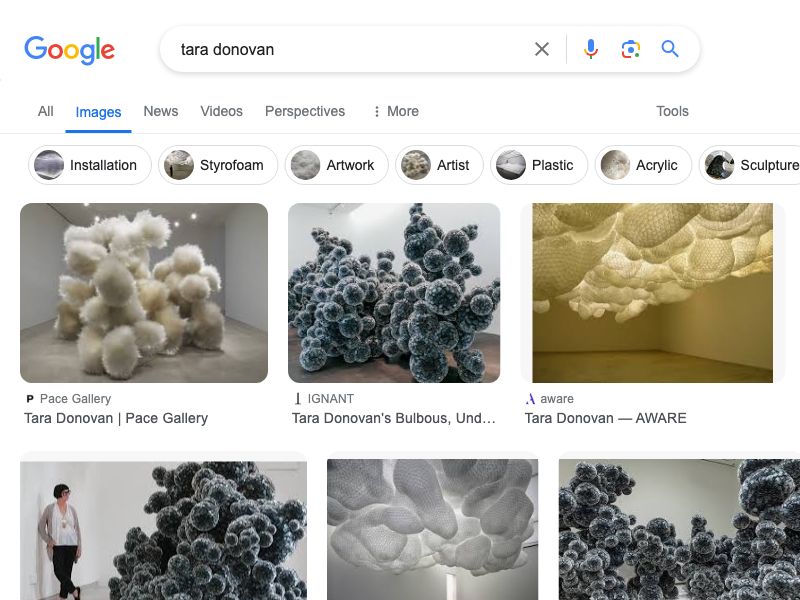 Google
tara donovan
All Images News Videos Perspectives More Tools
Installation Styrofoam Artwork Artist Plastic Acrylic Sculpture
P Pace Gallery
Tara Donovan | Pace Gallery
I IGNANT
Tara Donovan's Bulbous, Und...
A aware
Tara Donovan — AWARE